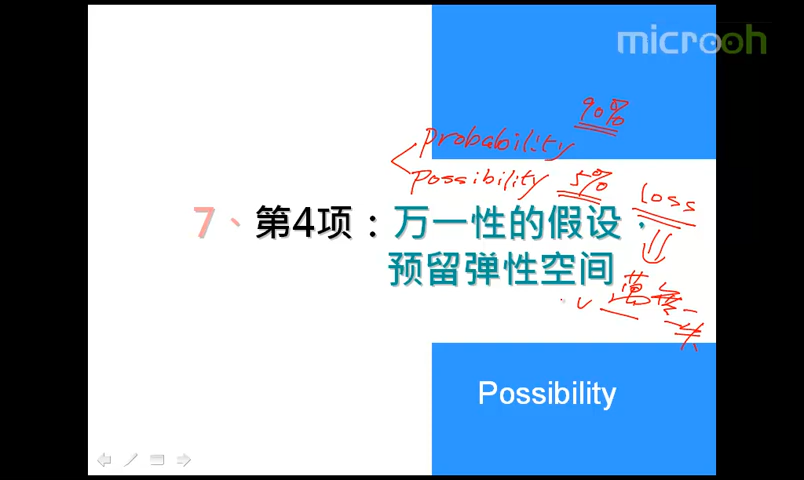 microoh
90%
Probability
Possibility 5%
loss
7、第4项：万一性的假设，
预留弹性空间
萬無一
失
Possibility